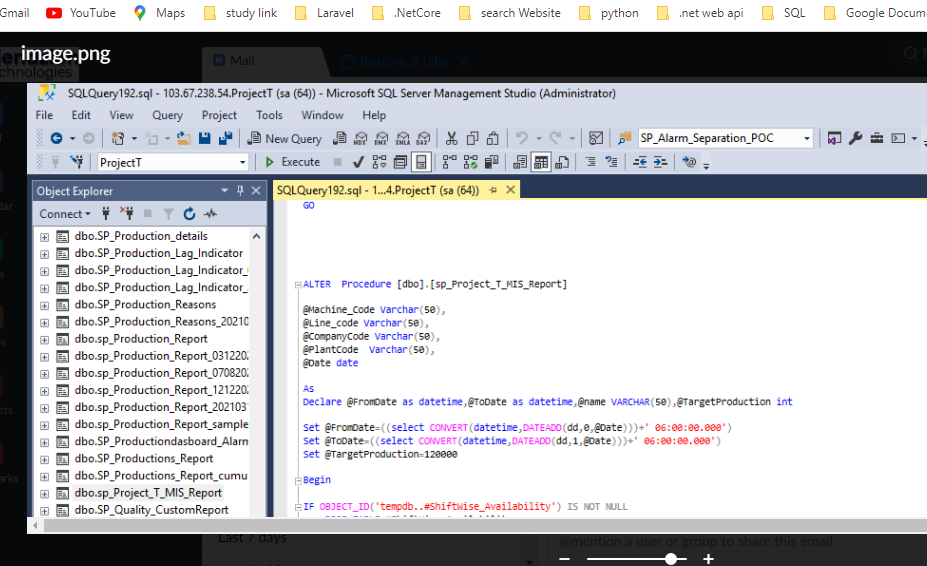 Gmail YouTube Maps study link Laravel .NetCore search Website python .net web api SQL Google Docum
image.png
chnologies
Mail Restore 3 tabs
SQLQuery192.sql - 103.67.238.54.ProjectT (sa (64)) - Microsoft SQL Server Management Studio (Administrator)
File Edit View Query Project Tools Window Help
New Query MDX DMX XMLA DAX SP_Alarm_Separation_POC
ProjectT Execute
Object Explorer
SQLQuery192.sql - 1...4.ProjectT (sa (64))
Connect
dbo.SP_Production_details
dbo.SP_Production_Lag_Indicator
dbo.SP_Production_Lag_Indicator_
dbo.SP_Production_Lag_Indicator_
dbo.SP_Production_Reasons
dbo.SP_Production_Reasons_20210
dbo.sp_Production_Report
dbo.sp_Production_Report_031220
dbo.sp_Production_Report_070820
dbo.sp_Production_Report_121220
dbo.sp_Production_Report_202103
dbo.sp_Production_Report_sample
dbo.SP_Productiondasboard_Alarm
dbo.SP_Productions_Report
dbo.SP_Productions_Report_cumu
dbo.sp_Project_T_MIS_Report
dbo.SP_Quality_CustomReport
GO
ALTER Procedure [dbo].[sp_Project_T_MIS_Report]
@Machine_Code Varchar(50),
@Line_code Varchar(50),
@CompanyCode Varchar(50),
@PlantCode Varchar(50),
@Date date
As
Declare @FromDate as datetime,@ToDate as datetime,@name VARCHAR(50),@TargetProduction int
Set @FromDate=((select CONVERT(datetime,DATEADD(dd,0,@Date)))+' 06:00:00.000')
Set @ToDate=((select CONVERT(datetime,DATEADD(dd,1,@Date)))+' 06:00:00.000')
Set @TargetProduction=120000
Begin
IF OBJECT_ID('tempdb..#ShiftWise_Availability') IS NOT NULL
Last 7 days
@mention a user or group to share this email